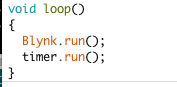 void loop()
{
Blynk.run();
timer.run();
}